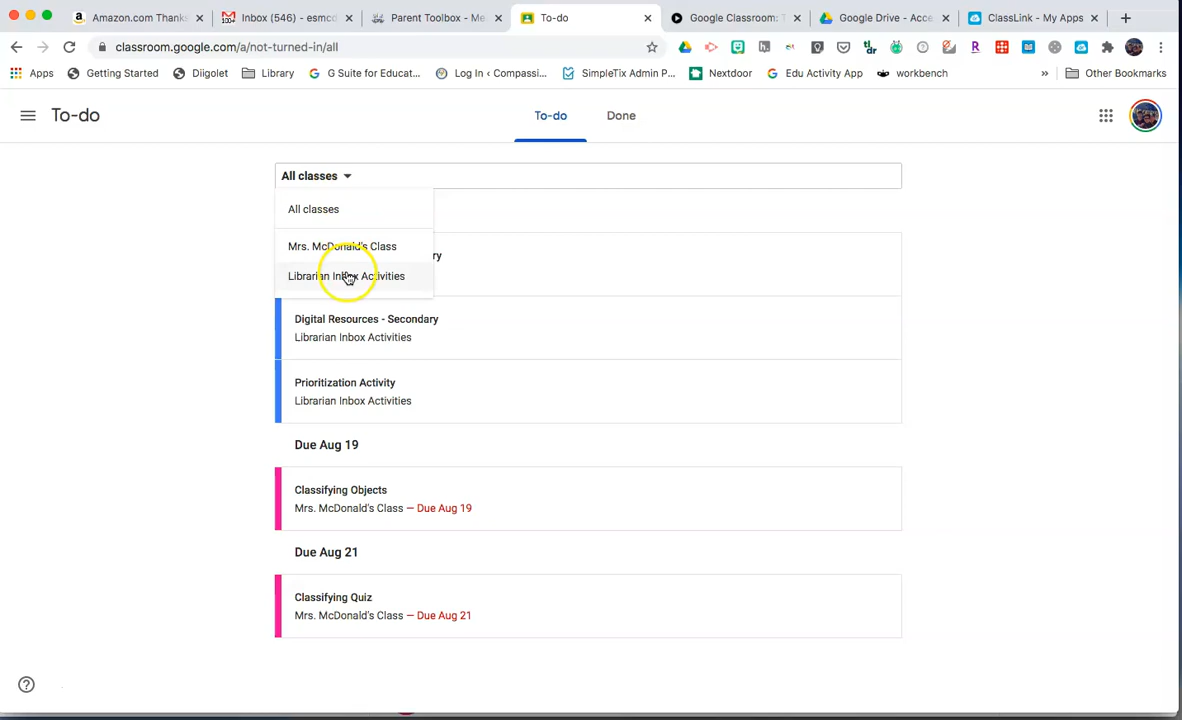 Amazon.com Thank
Inbox (546) - esmcd
Parent Toolbox - Me
To-do
Google Classroom: T
Google Drive - Acce
ClassLink - My Apps
classroom.google.com/a/not-turned-in/all
Apps
Getting Started
Diigolet
Library
G Suite for Educat...
Log In ‹ Compassi...
SimpleTix Admin P...
Nextdoor
Edu Activity App
workbench
»
Other Bookmarks
To-do
To-do
Done
All classes
All classes
Mrs. McDonald's Class
Librarian Inbox Activities
ry
Digital Resources - Secondary
Librarian Inbox Activities
Prioritization Activity
Librarian Inbox Activities
Due Aug 19
Classifying Objects
Mrs. McDonald's Class — Due Aug 19
Due Aug 21
Classifying Quiz
Mrs. McDonald's Class — Due Aug 21